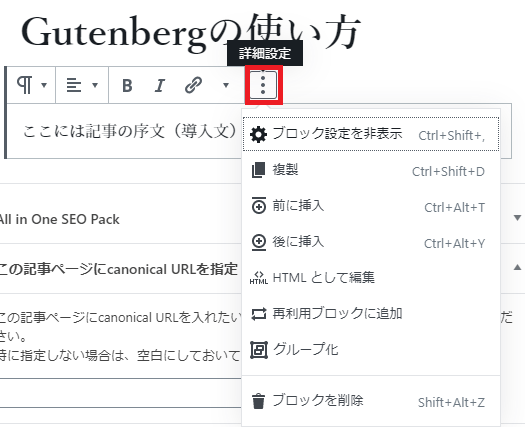 Gutenbergの使い方
詳細設定
B I
ここには記事の序文（導入文）
ブロック設定を非表示 Ctrl+Shift+,
複製 Ctrl+Shift+D
前に挿入 Ctrl+Alt+T
後に挿入 Ctrl+Alt+Y
HTML HTML として編集
再利用ブロックに追加
グループ化
ブロックを削除 Shift+Alt+Z
All in One SEO Pack
この記事ページにcanonical URLを指定
この記事ページにcanonical URLを入れたい
くだ
さい。
特に指定しない場合は、空白にしておいて